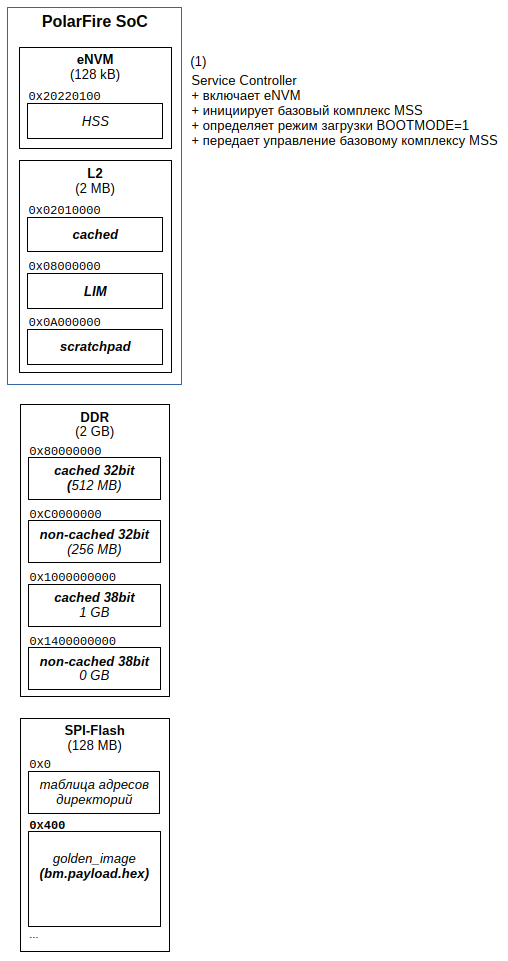 PolarFire SoC
eNVM
(128 kB)
0x20220100
HSS
(1)
Service Controller
+ включает eNVM
+ инициирует базовый комплекс MSS
+ определяет режим загрузки BOOTMODE=1
+ передает управление базовому комплексу MSS
L2
(2 MB)
0x02010000
cached
0x08000000
LIM
0x0A000000
scratchpad
DDR
(2 GB)
0x80000000
cached 32bit
(512 MB)
0xC0000000
non-cached 32bit
(256 MB)
0x1000000000
cached 38bit
1 GB
0x1400000000
non-cached 38bit
0 GB
SPI-Flash
(128 MB)
0x0
таблица адресов
директорий
0x400
golden_image
(bm.payload.hex)
...